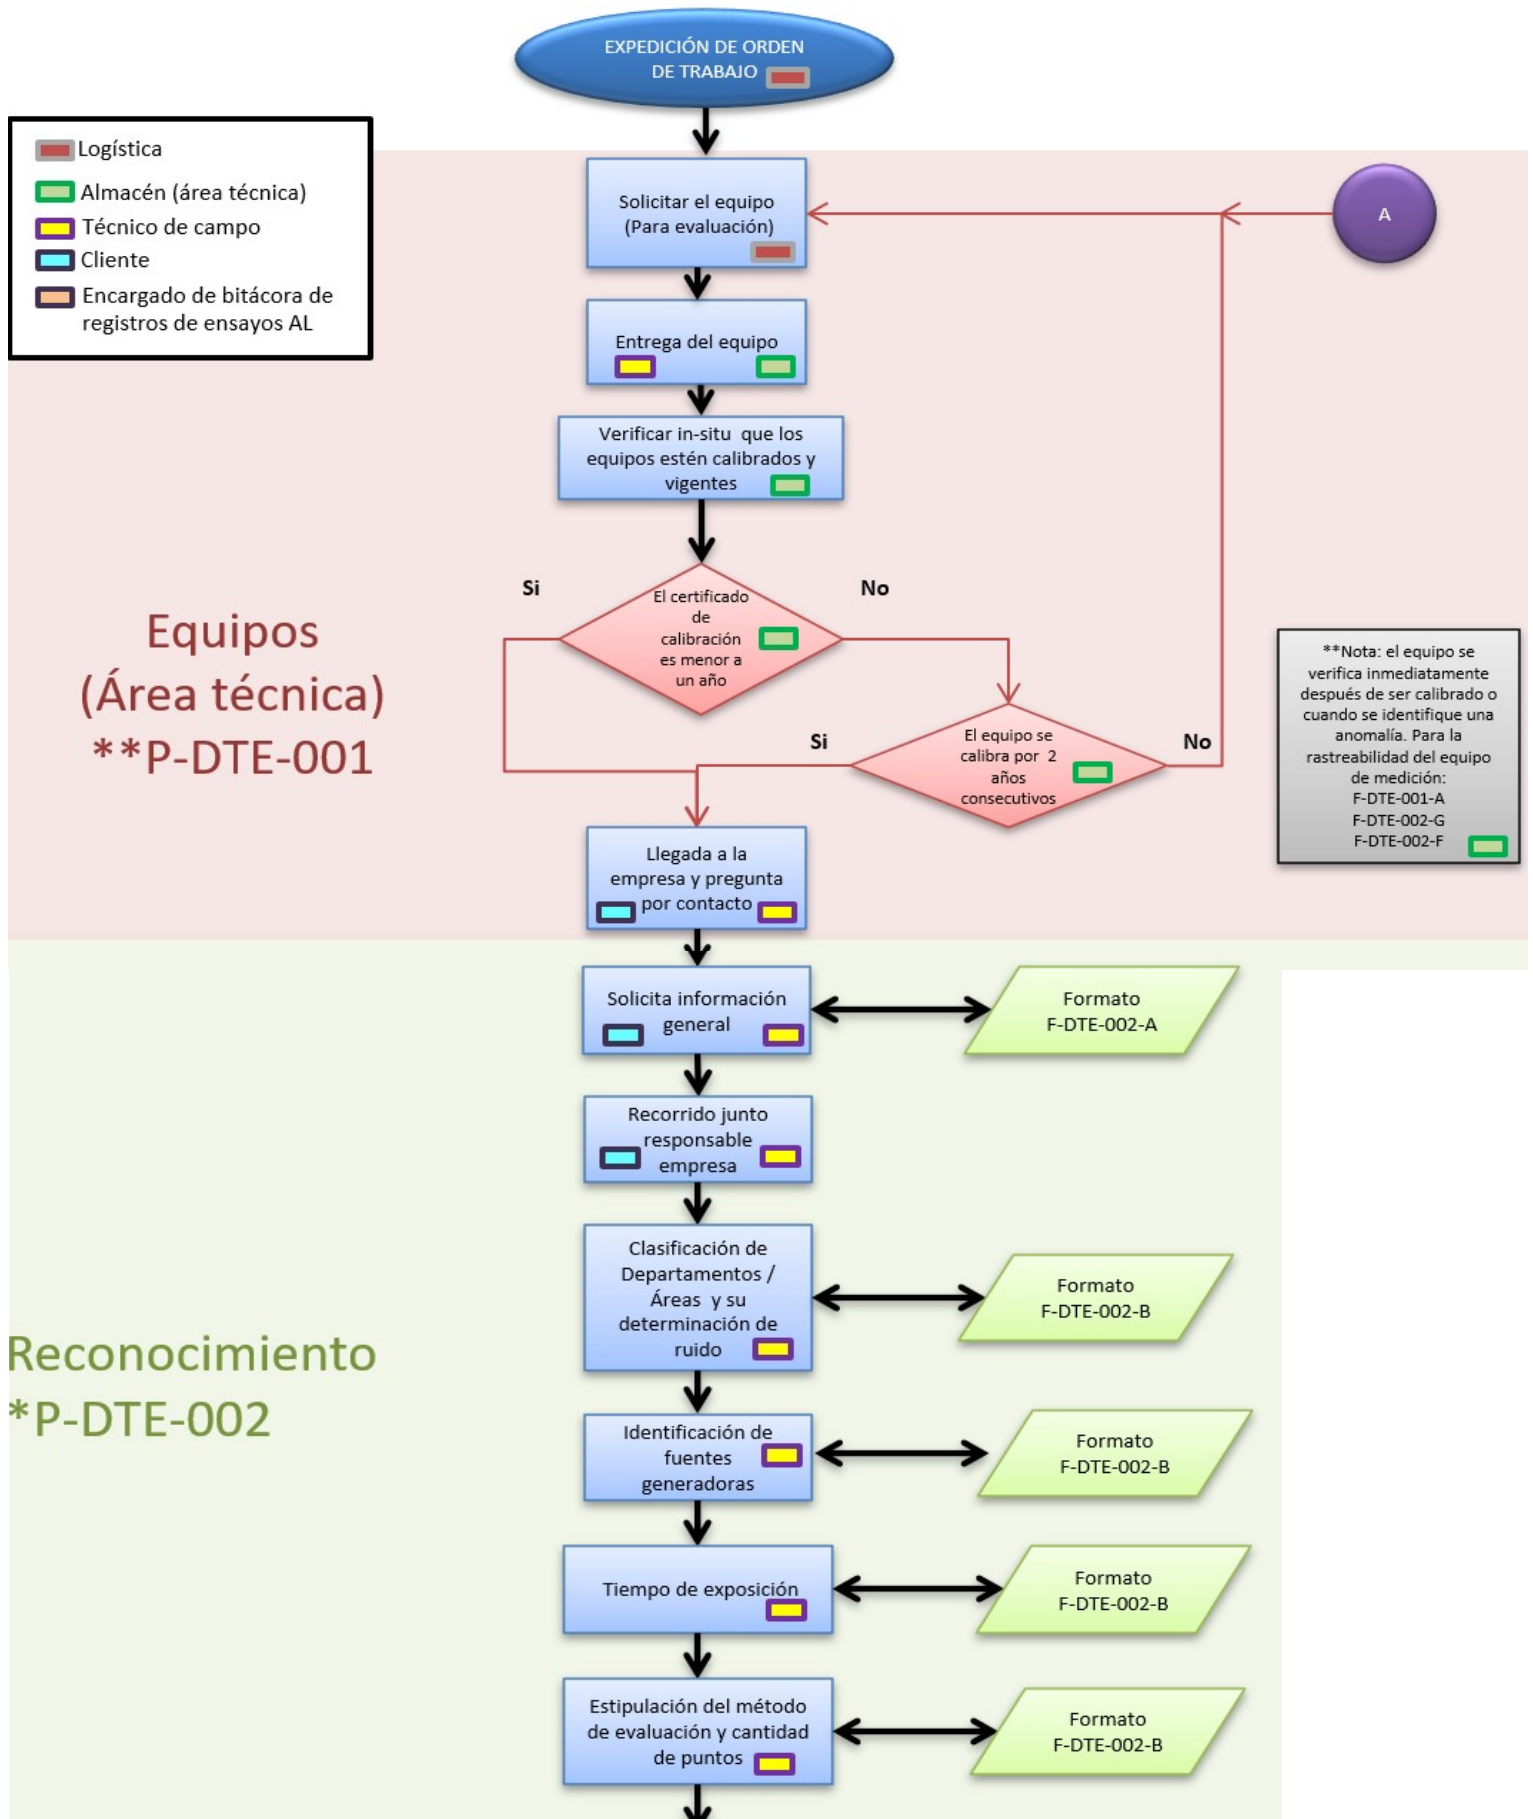 EXPEDICIÓN DE ORDEN
DE TRABAJO
Logística
Almacén (área técnica)
Técnico de campo
Cliente
Encargado de bitácora de
registros de ensayos AL
Solicitar el equipo
(Para evaluación)
A
Entrega del equipo
Verificar in-situ que los
equipos estén calibrados y
vigentes
Si
No
El certificado
de
calibración
es menor a
un año
Equipos
(Área técnica)
**P-DTE-001
Si
No
El equipo se
calibra por 2
años
consecutivos
**Nota: el equipo se
verifica inmediatamente
después de ser calibrado o
cuando se identifique una
anomalía. Para la
rastreabilidad del equipo
de medición:
F-DTE-001-A
F-DTE-002-G
F-DTE-002-F
Llegada a la
empresa y pregunta
por contacto
Solicita información
general
Formato
F-DTE-002-A
Recorrido junto
responsable
empresa
Clasificación de
Departamentos /
Áreas y su
determinación de
ruido
Formato
F-DTE-002-B
Reconocimiento
*P-DTE-002
Identificación de
fuentes
generadoras
Formato
F-DTE-002-B
Tiempo de exposición
Formato
F-DTE-002-B
Estipulación del método
de evaluación y cantidad
de puntos
Formato
F-DTE-002-B